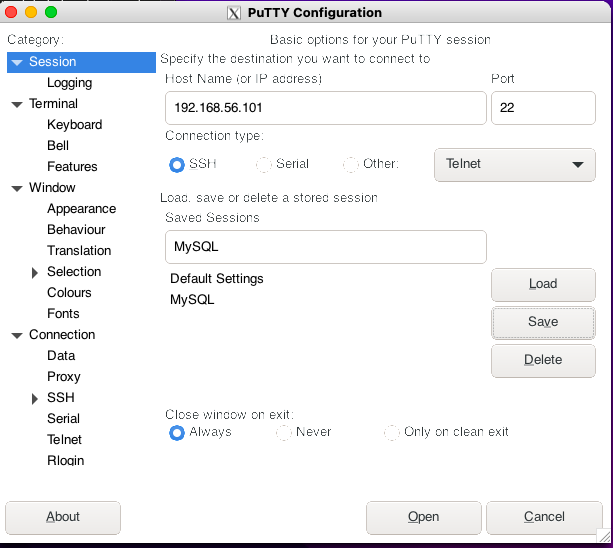 PuTTY Configuration
Category:
Session
Logging
Terminal
Keyboard
Bell
Features
Window
Appearance
Behaviour
Translation
Selection
Colours
Fonts
Connection
Data
Proxy
SSH
Serial
Telnet
Rlogin
Basic options for your PuTTY session
Specify the destination you want to connect to
Host Name (or IP address) Port
192.168.56.101 22
Connection type:
SSH Serial Other: Telnet
Load, save or delete a stored session
Saved Sessions
MySQL
Default Settings
MySQL
Load
Save
Delete
Close window on exit:
Always Never Only on clean exit
About Open Cancel